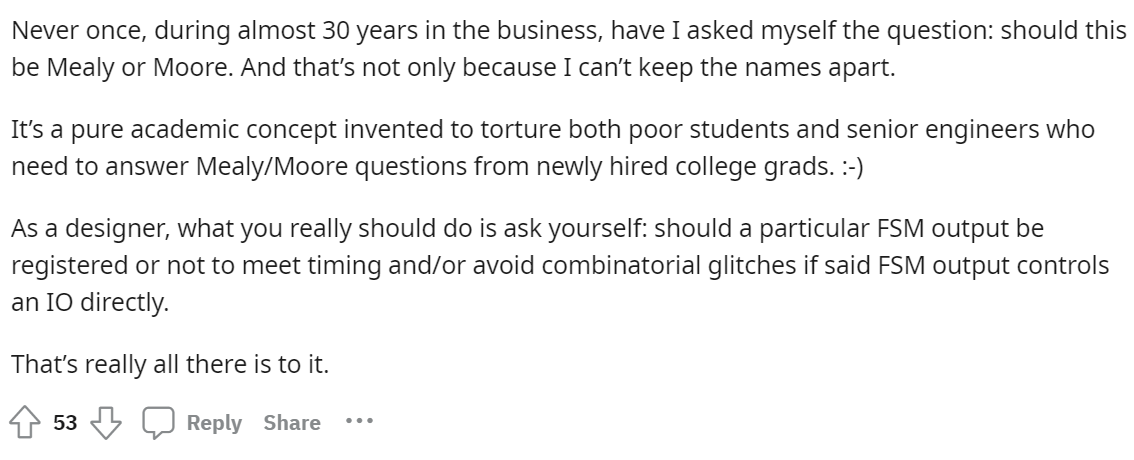 Never once, during almost 30 years in the business, have I asked myself the question: should this
be Mealy or Moore. And that’s not only because I can’t keep the names apart.
It’s a pure academic concept invented to torture both poor students and senior engineers who
need to answer Mealy/Moore questions from newly hired college grads. :-)
As a designer, what you really should do is ask yourself: should a particular FSM output be
registered or not to meet timing and/or avoid combinatorial glitches if said FSM output controls
an IO directly.
That’s really all there is to it.
53 Reply Share ···